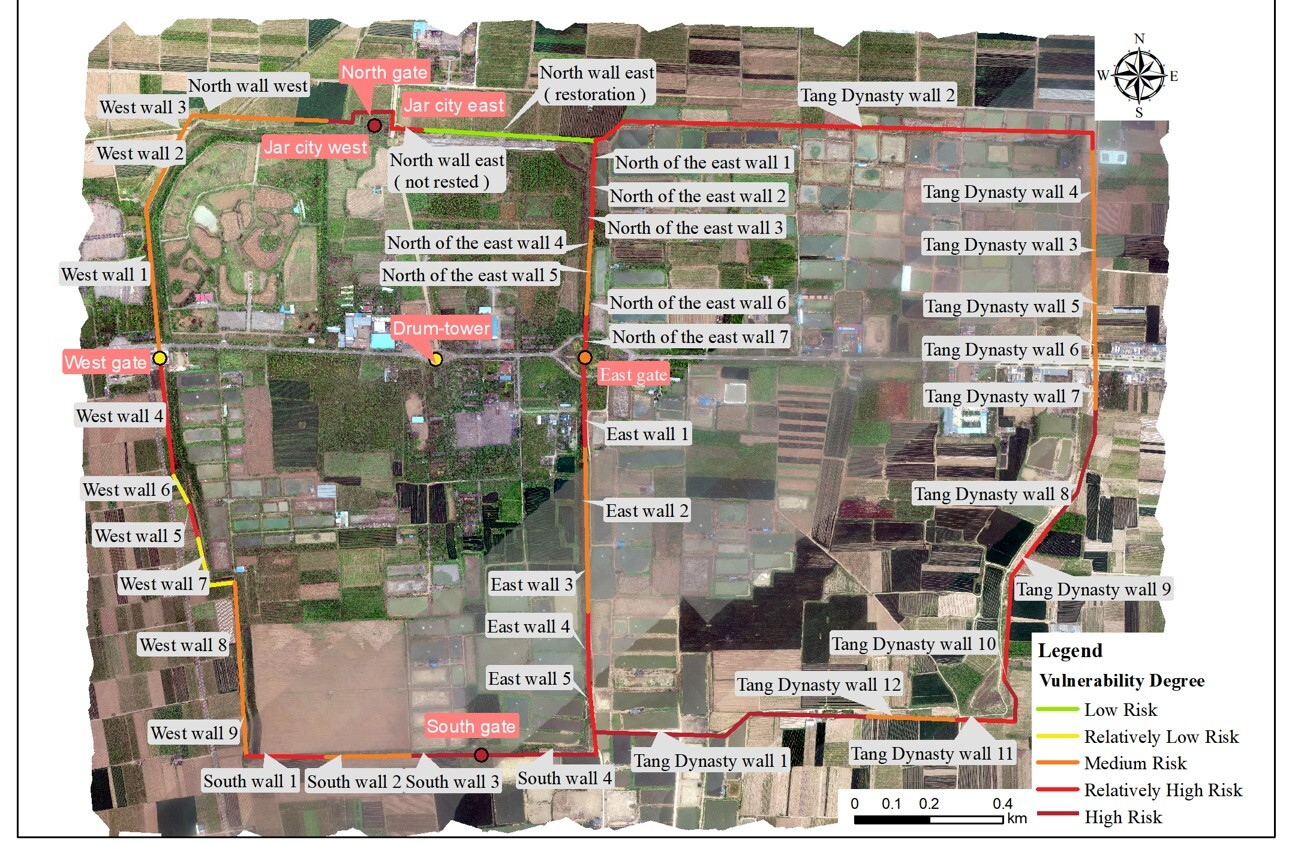 N
W E
S
North gate
North wall east
( restoration )
North wall west
West wall 3
Jar city east
Tang Dynasty wall 2
West wall 2
Jar city west
North wall east
( not rested )
North of the east wall 1
North of the east wall 2
Tang Dynasty wall 4
North of the east wall 3
North of the east wall 4
Tang Dynasty wall 3
West wall 1
North of the east wall 5
North of the east wall 6
Tang Dynasty wall 5
Drum-tower
North of the east wall 7
Tang Dynasty wall 6
West gate
East gate
Tang Dynasty wall 7
West wall 4
East wall 1
West wall 6
Tang Dynasty wall 8
East wall 2
West wall 5
West wall 7
East wall 3
Tang Dynasty wall 9
East wall 4
West wall 8
Tang Dynasty wall 10
East wall 5
Tang Dynasty wall 12
South gate
West wall 9
Tang Dynasty wall 1
Tang Dynasty wall 11
South wall 1
South wall 2
South wall 3
South wall 4
Legend
Vulnerability Degree
Low Risk
Relatively Low Risk
Medium Risk
Relatively High Risk
High Risk
0 0.1 0.2 0.4
km